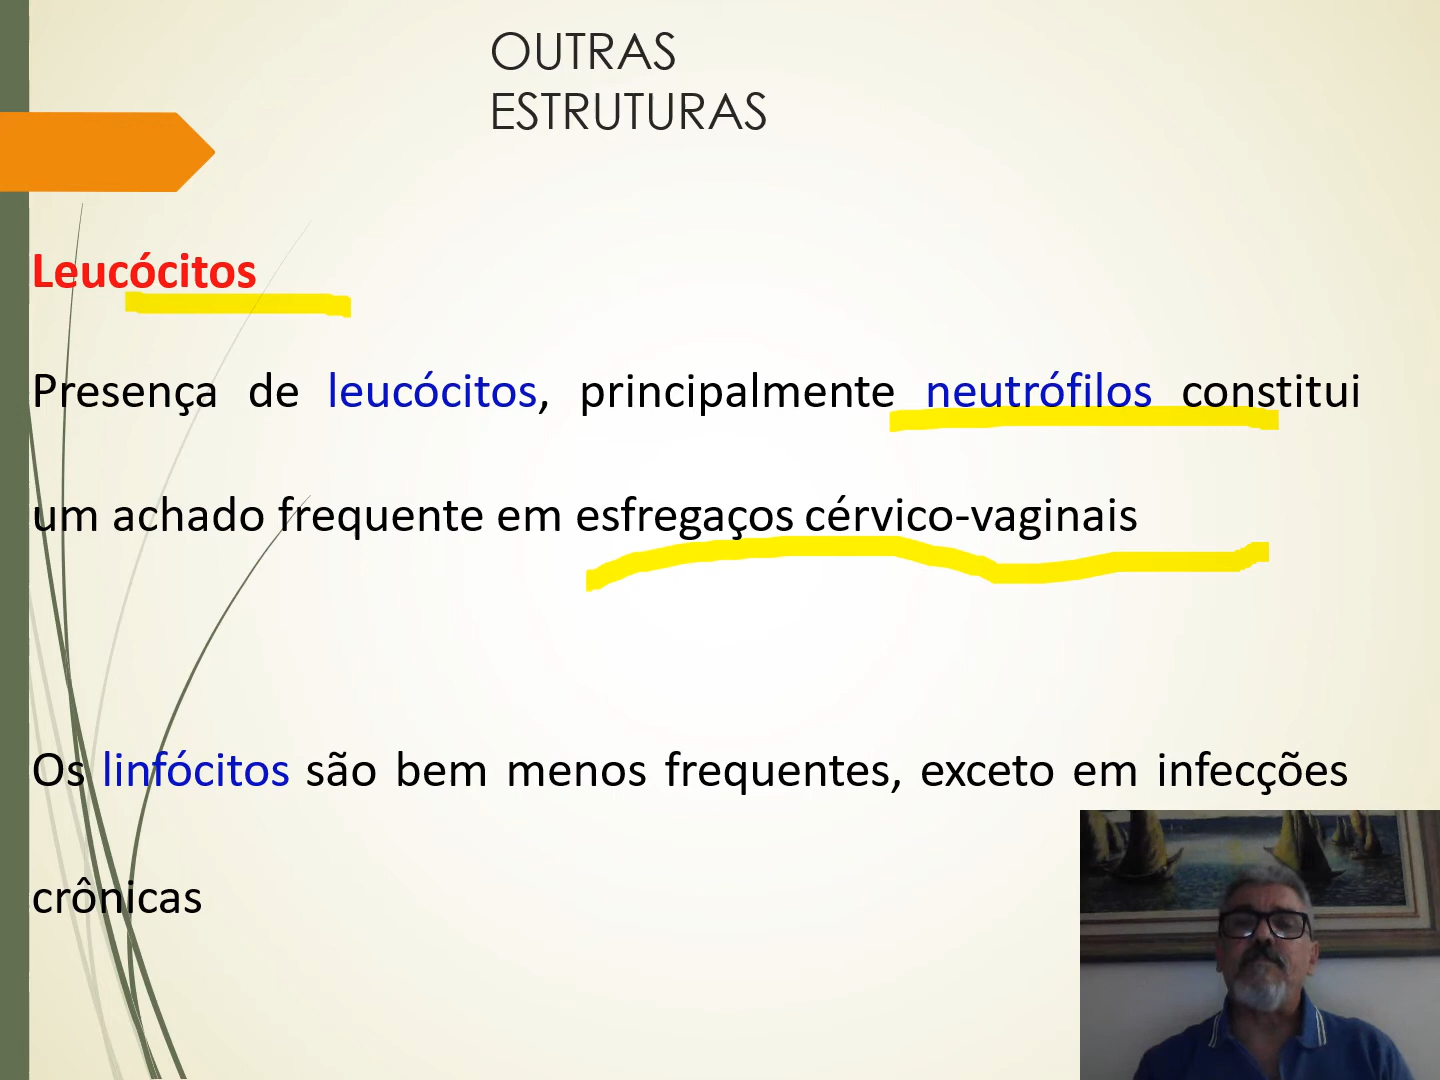 OUTRAS
ESTRUTURAS
Leucócitos
Presença de leucócitos, principalmente neutrófilos constitui
um achado frequente em esfregaços cérvico-vaginais
Os linfócitos são bem menos frequentes, exceto em infecções
crônicas